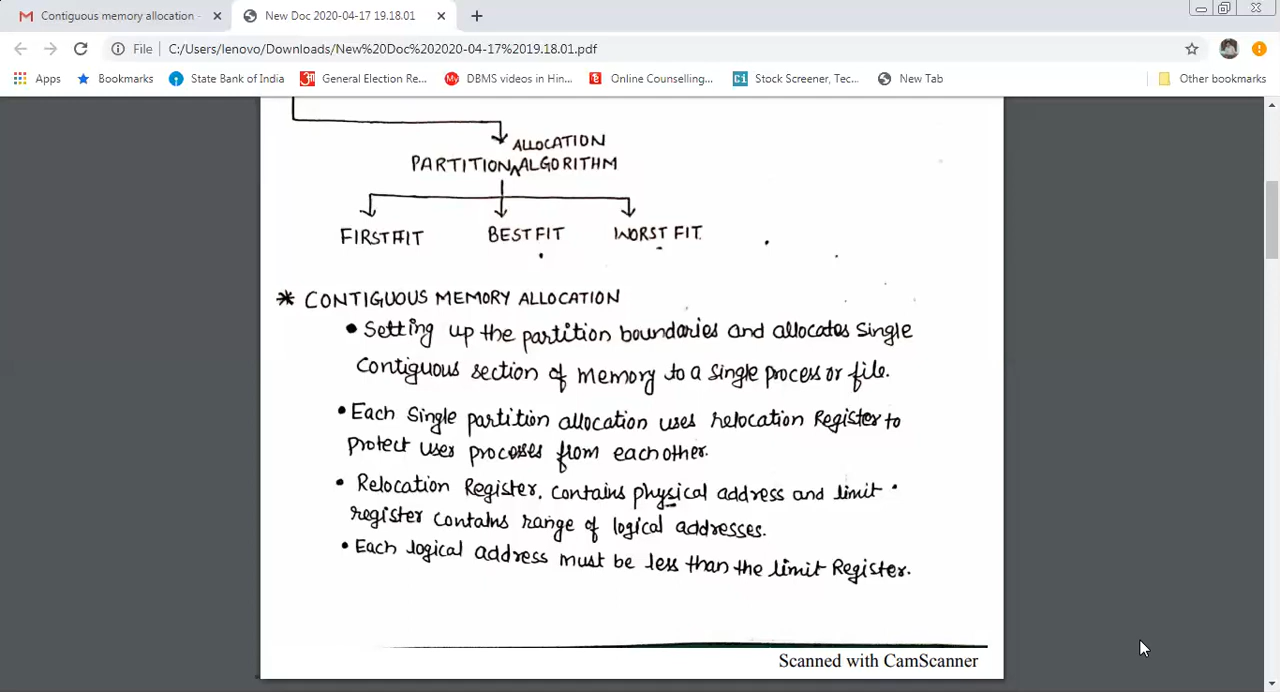 Contiguous memory allocation -
New Doc 2020-04-17 19.18.01
File
C:/Users/lenovo/Downloads/New%20Doc%202020-04-17%2019.18.01.pdf
Apps
Bookmarks
State Bank of India
General Election Re...
DBMS videos in Hin...
Online Counselling...
Stock Screener, Tec...
New Tab
Other bookmarks
ALLOCATION
PARTITION^ALGORITHM
FIRSTFIT BESTFIT WORST FIT.
* CONTIGUOUS MEMORY ALLOCATION
• Setting up the partition boundaries and allocates single
contiguous section of memory to a single process or file.
• Each single partition allocation uses relocation Register to
protect user processes from each other.
• Relocation Register. contains physical address and limit
register contains range of logical addresses.
• Each logical address must be less than the limit Register.
Scanned with CamScanner